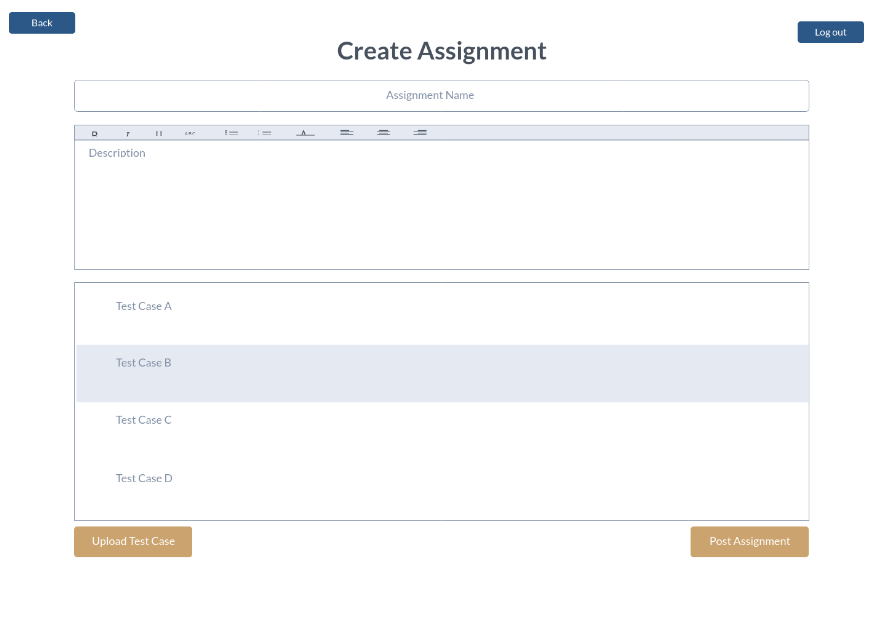 Back
Log out
Create Assignment
Assignment Name
B I U ABC A
Description
Test Case A
Test Case B
Test Case C
Test Case D
Upload Test Case
Post Assignment